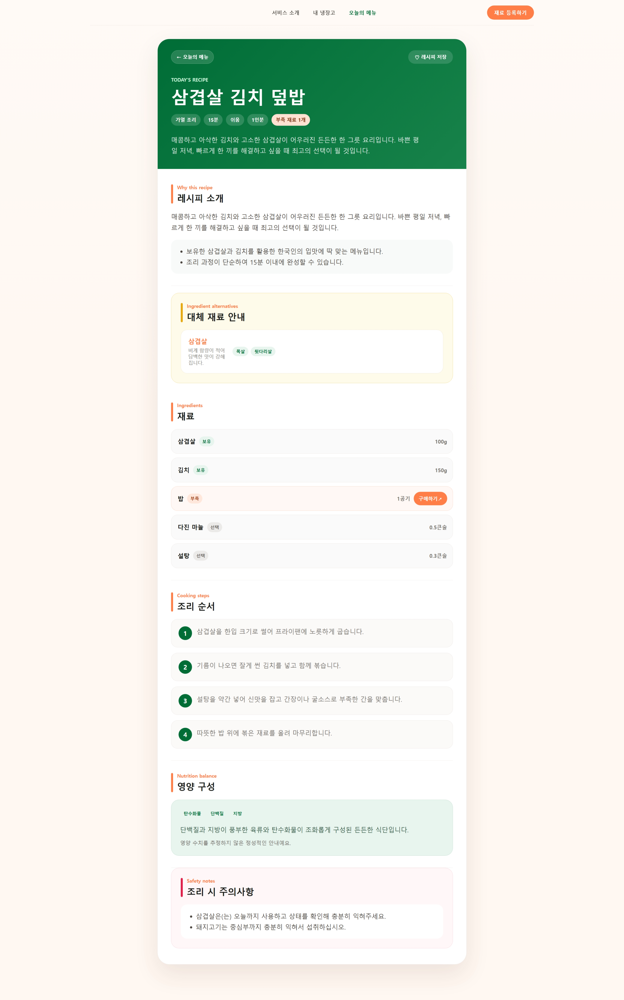 서비스 소개
내 냉장고
오늘의 메뉴
재료 등록하기
← 오늘의 메뉴
♡ 레시피 저장
TODAY'S RECIPE
삼겹살 김치 덮밥
가열 조리
15분
쉬움
1인분
부족 재료 1개
매콤하고 아삭한 김치와 고소한 삼겹살이 어우러진 든든한 한 그릇 요리입니다. 바쁜 평
일 저녁, 빠르게 한 끼를 해결하고 싶을 때 최고의 선택이 될 것입니다.
Why this recipe
레시피 소개
매콤하고 아삭한 김치와 고소한 삼겹살이 어우러진 든든한 한 그릇 요리입니다. 바쁜 평일 저녁, 빠
르게 한 끼를 해결하고 싶을 때 최고의 선택이 될 것입니다.
• 보유한 삼겹살과 김치를 활용한 한국인의 입맛에 딱 맞는 메뉴입니다.
• 조리 과정이 단순하여 15분 이내에 완성할 수 있습니다.
Ingredient alternatives
대체 재료 안내
삼겹살
비계 함량이 적어
담백한 맛이 강해
집니다.
목살
뒷다리살
Ingredients
재료
삼겹살 보유 100g
김치 보유 150g
밥 부족 1공기 구매하기↗
다진 마늘 선택 0.5큰술
설탕 선택 0.3큰술
Cooking steps
조리 순서
1 삼겹살을 한입 크기로 썰어 프라이팬에 노릇하게 굽습니다.
2 기름이 나오면 잘게 썬 김치를 넣고 함께 볶습니다.
3 설탕을 약간 넣어 신맛을 잡고 간장이나 굴소스로 부족한 간을 맞춥니다.
4 따뜻한 밥 위에 볶은 재료를 올려 마무리합니다.
Nutrition balance
영양 구성
탄수화물
단백질
지방
단백질과 지방이 풍부한 육류와 탄수화물이 조화롭게 구성된 든든한 식단입니다.
영양 수치를 추정하지 않은 정성적인 안내예요.
Safety notes
조리 시 주의사항
• 삼겹살은(는) 오늘까지 사용하고 상태를 확인해 충분히 익혀주세요.
• 돼지고기는 중심부까지 충분히 익혀서 섭취하십시오.